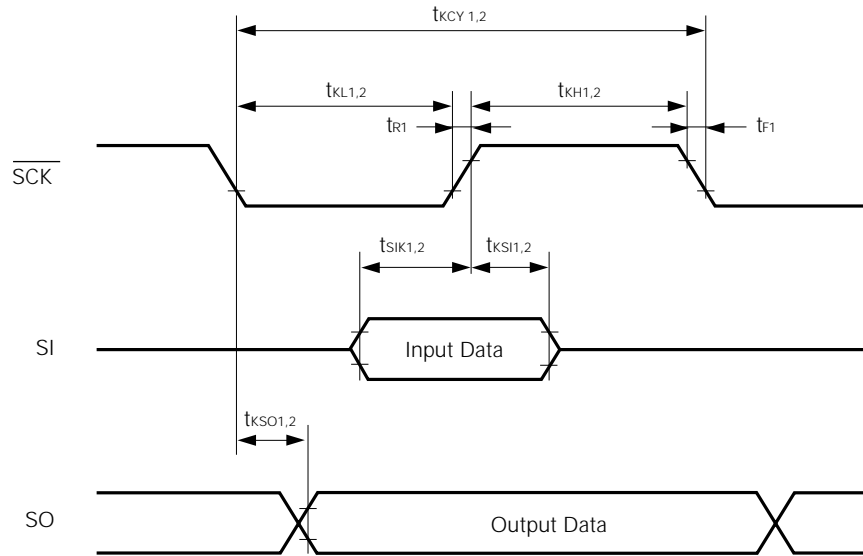 tKCY 1,2
tKL1,2
tKH1,2
tR1
tF1
SCK
tSIK1,2
tKSI1,2
SI
Input Data
tKSO1,2
SO
Output Data